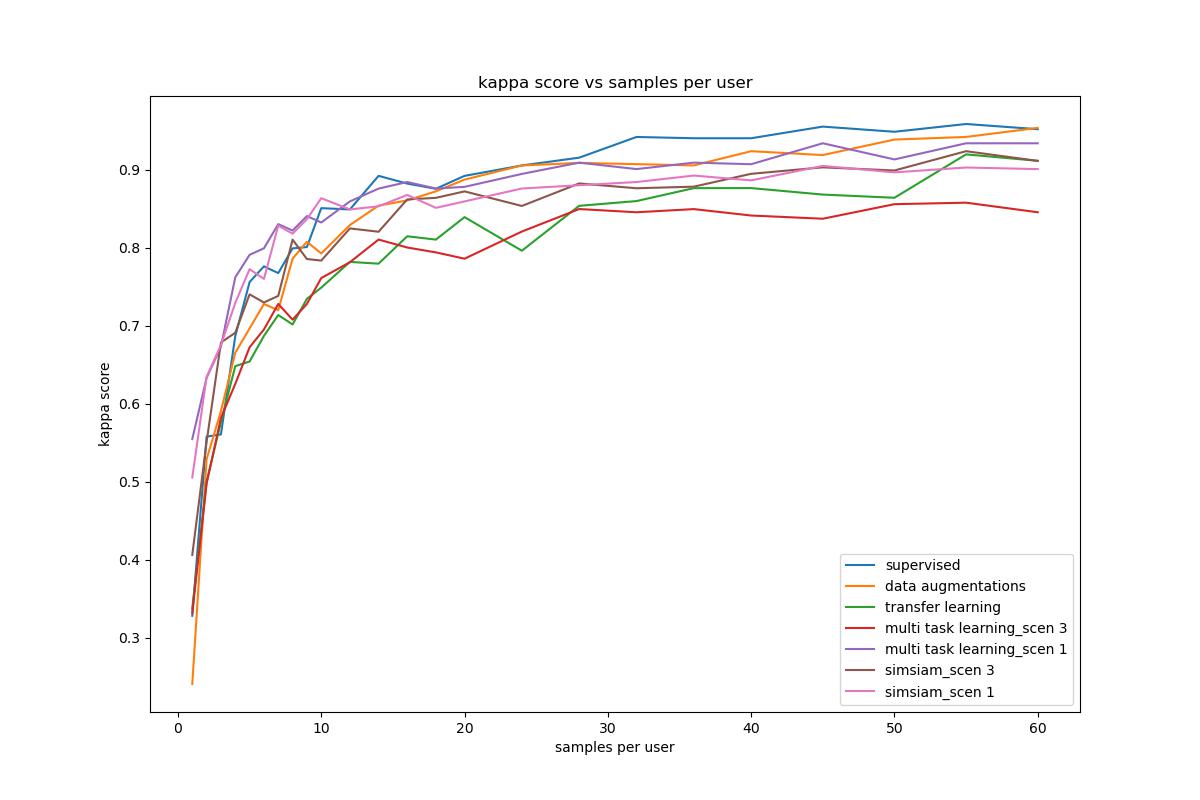 kappa score vs samples per user
kappa score
0.9
0.8
0.7
0.6
0.5
0.4
0.3
0
10
20
30
40
50
60
samples per user
supervised
data augmentations
transfer learning
multi task learning_scen 3
multi task learning_scen 1
simsiam_scen 3
simsiam_scen 1